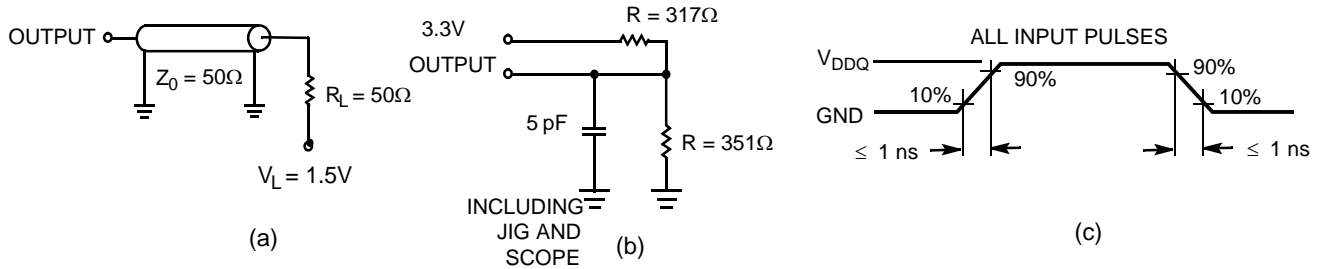 OUTPUT
Z0 = 50Ω
RL = 50Ω
VL = 1.5V
(a)
R = 317Ω
3.3V
OUTPUT
5 pF
R = 351Ω
INCLUDING
JIG AND
SCOPE
(b)
ALL INPUT PULSES
VDDQ
GND
10%
90%
90%
10%
≤ 1 ns
≤ 1 ns
(c)